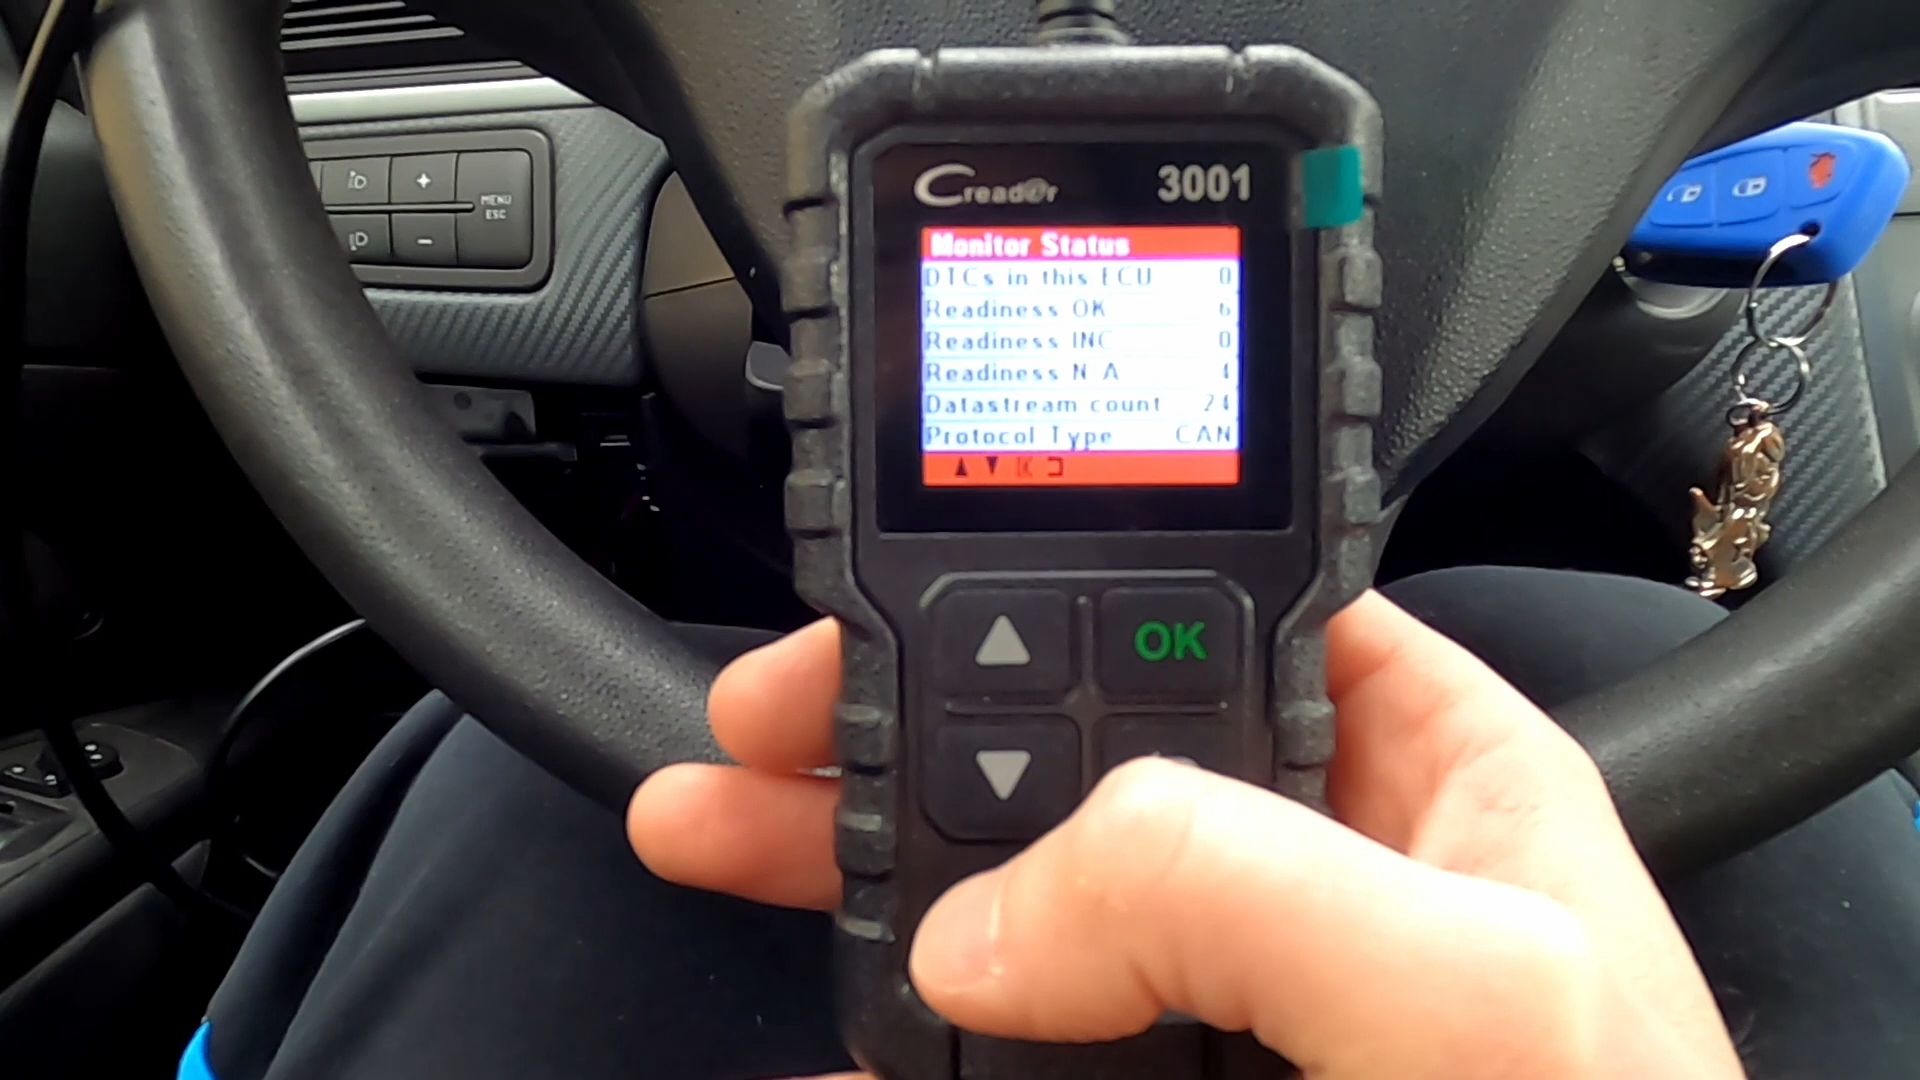 MENU
ESC
Creader 3001
Monitor Status
DTCs in this ECU 0
Readiness OK 6
Readiness INC 0
Readiness N A 4
Datastream count 24
Protocol Type CAN
OK